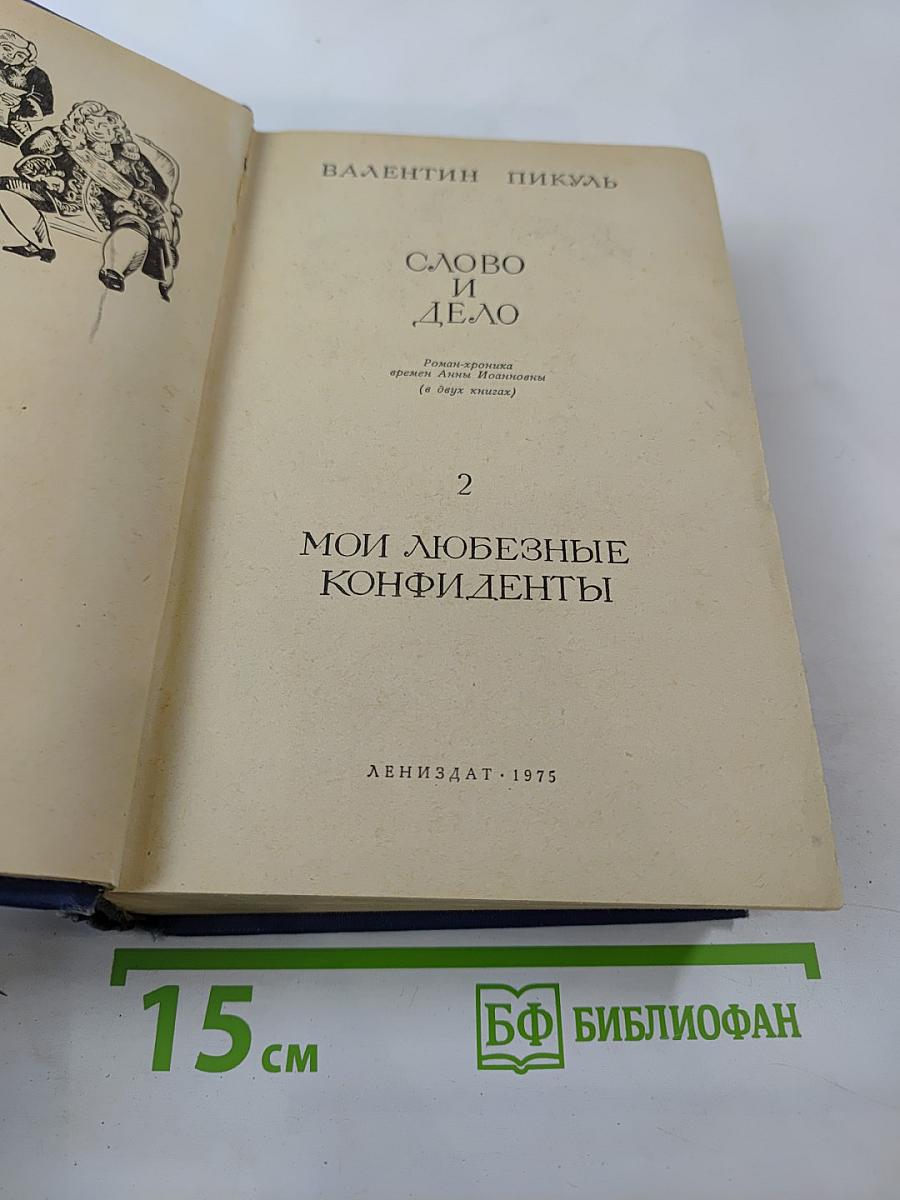 ВАЛЕНТИН ПИКУЛЬ
СЛОВО
И
ДЕЛО
Роман-хроника
времен Анны Иоанновны
(в двух книгах)
2
МОИ ЛЮБЕЗНЫЕ
КОНФИДЕНТЫ
ЛЕНИЗДАТ · 1975
15 см
БФ БИБЛИОФАН